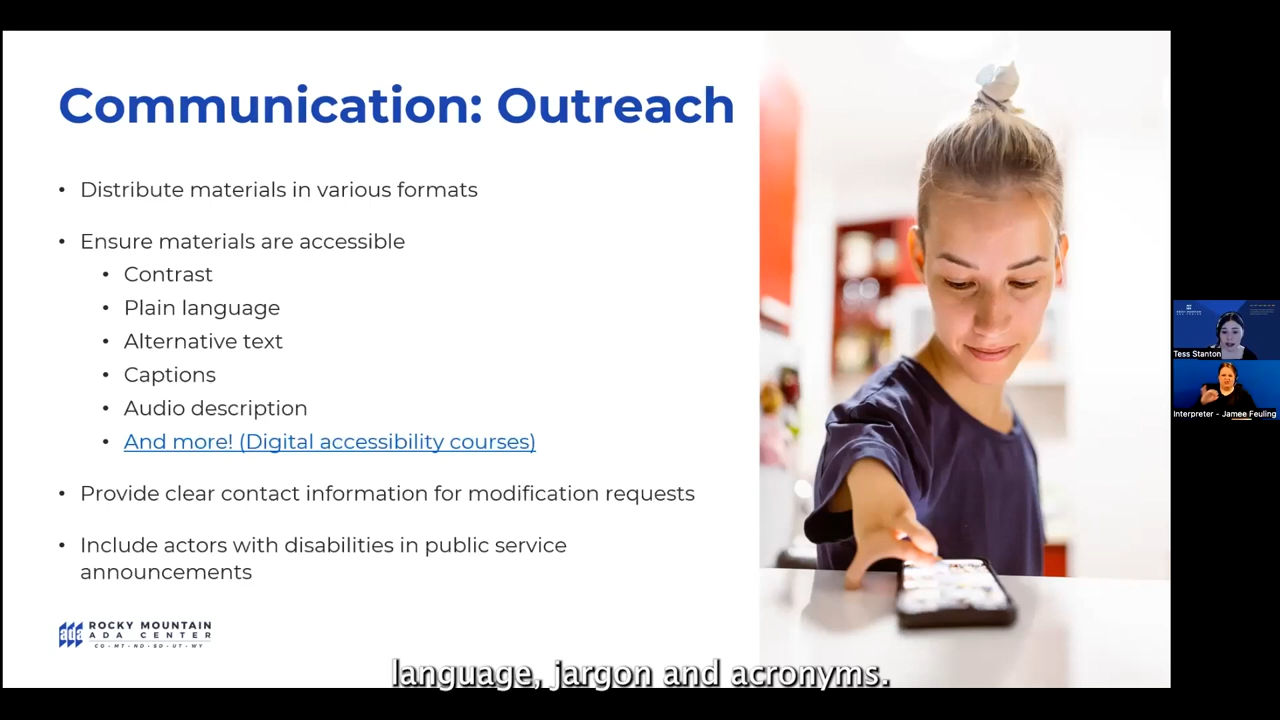 Communication: Outreach
• Distribute materials in various formats
• Ensure materials are accessible
• Contrast
• Plain language
• Alternative text
• Captions
• Audio description
• And more! (Digital accessibility courses)
• Provide clear contact information for modification requests
• Include actors with disabilities in public service
announcements
ada ROCKY MOUNTAIN
ADA CENTER
CO · MT · ND · SD · UT · WY
language, jargon and acronyms.
Tess Stanton
Interpreter - Jamee Feuling